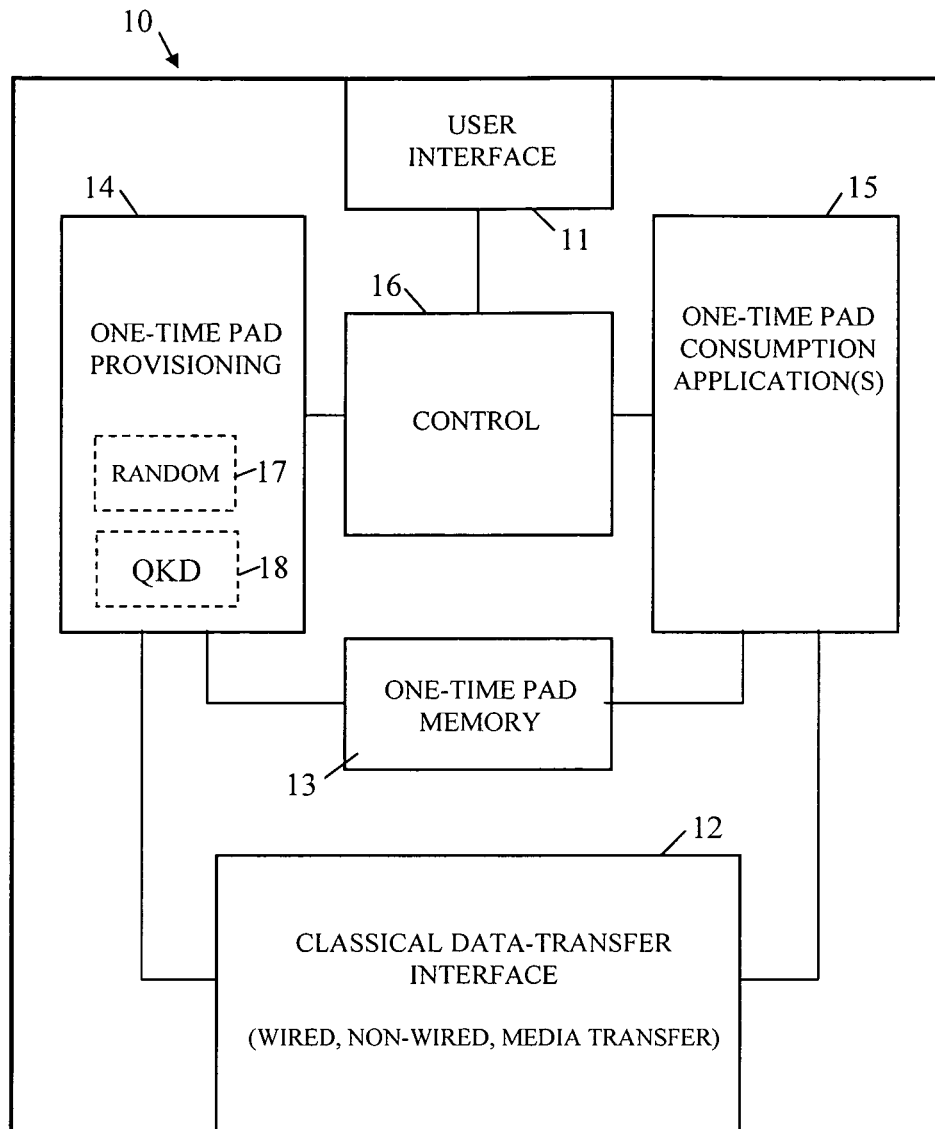 10
USER
INTERFACE
11
14
15
16
ONE-TIME PAD
PROVISIONING
CONTROL
ONE-TIME PAD
CONSUMPTION
APPLICATION(S)
RANDOM
17
QKD
18
ONE-TIME PAD
MEMORY
13
12
CLASSICAL DATA-TRANSFER
INTERFACE
(WIRED, NON-WIRED, MEDIA TRANSFER)